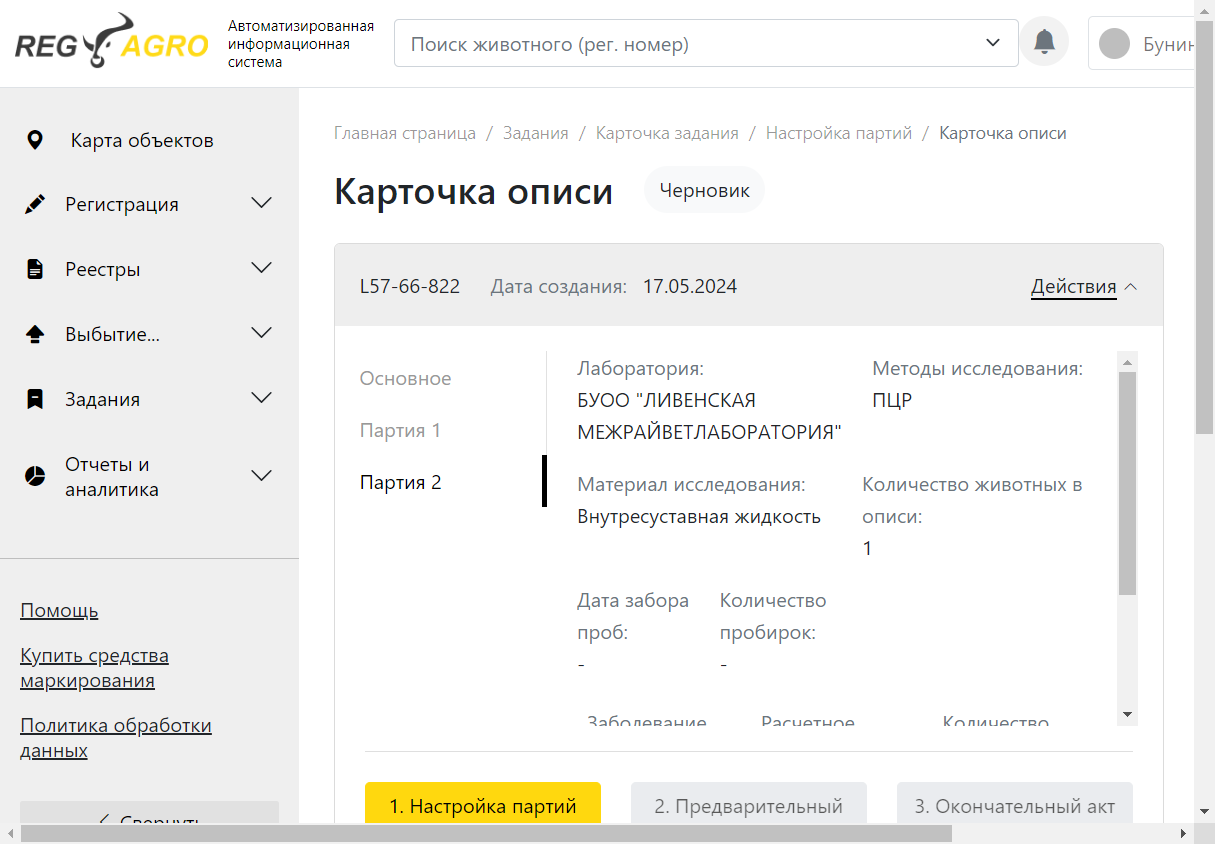 REG AGRO
Автоматизированная
информационная
система
Поиск животного (рег. номер)
Карта объектов
Регистрация
Реестры
Выбытие...
Задания
Отчеты и
аналитика
Помощь
Купить средства
маркирования
Политика обработки
данных
Свернуть
Главная страница / Задания / Карточка задания / Настройка партий / Карточка описи
Карточка описи
Черновик
L57-66-822 Дата создания: 17.05.2024 Действия
Основное
Партия 1
Партия 2
Лаборатория:
БУОО "ЛИВЕНСКАЯ
МЕЖРАЙВЕТЛАБОРАТОРИЯ"
Методы исследования:
ПЦР
Материал исследования:
Внутресуставная жидкость
Количество животных в
описи:
1
Дата забора
проб:
-
Количество
пробирок:
-
Заболевание Расчетное Количество
1. Настройка партий 2. Предварительный 3. Окончательный акт